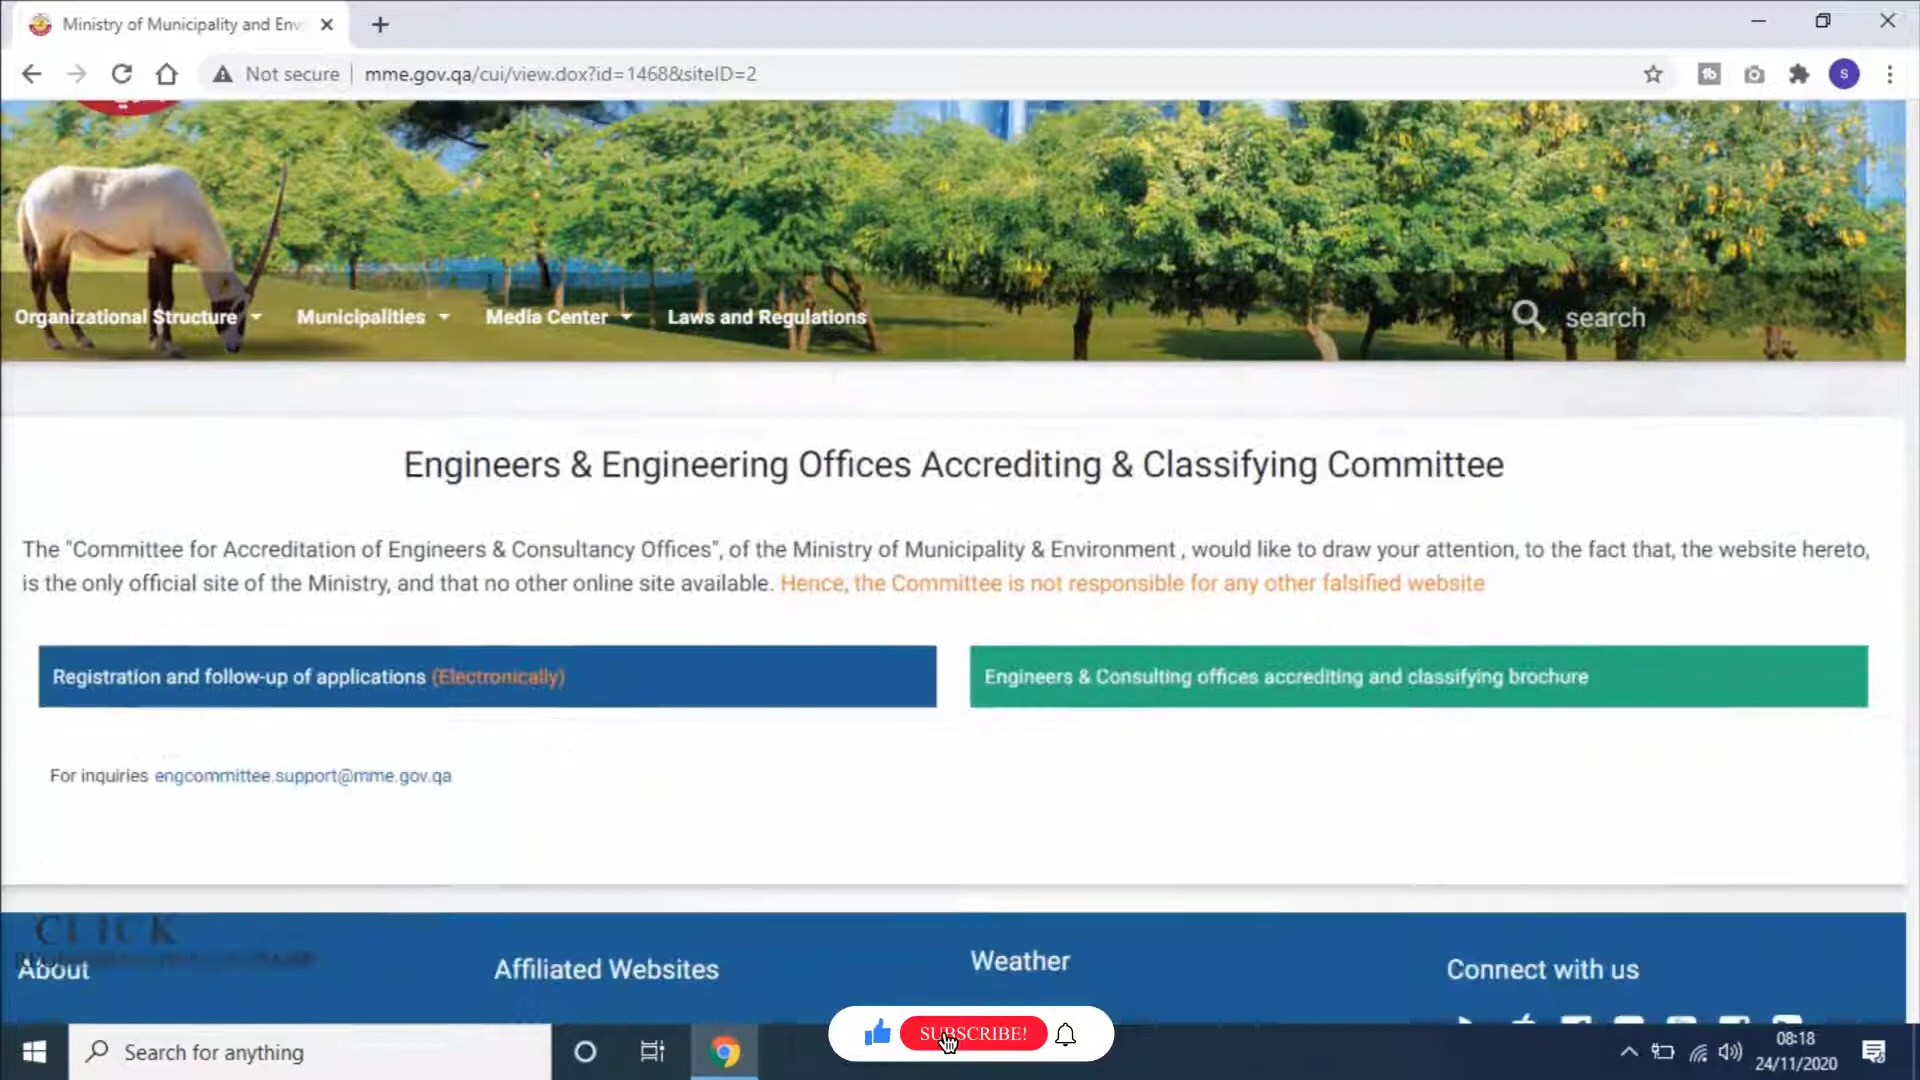 Ministry of Municipality and Env
Not secure
mme.gov.qa/cui/view.dox?id=1468&siteID=2
S
Organizational Structure
Municipalities
Media Center
Laws and Regulations
search
Engineers & Engineering Offices Accrediting & Classifying Committee
The "Committee for Accreditation of Engineers & Consultancy Offices", of the Ministry of Municipality & Environment , would like to draw your attention, to the fact that, the website hereto,
is the only official site of the Ministry, and that no other online site available. Hence, the Committee is not responsible for any other falsified website
Registration and follow-up of applications (Electronically)
Engineers & Consulting offices accrediting and classifying brochure
For inquiries engcommittee.support@mme.gov.qa
CLICK
About
Affiliated Websites
Weather
Connect with us
SUBSCRIBE!
Search for anything
08:18
24/11/2020